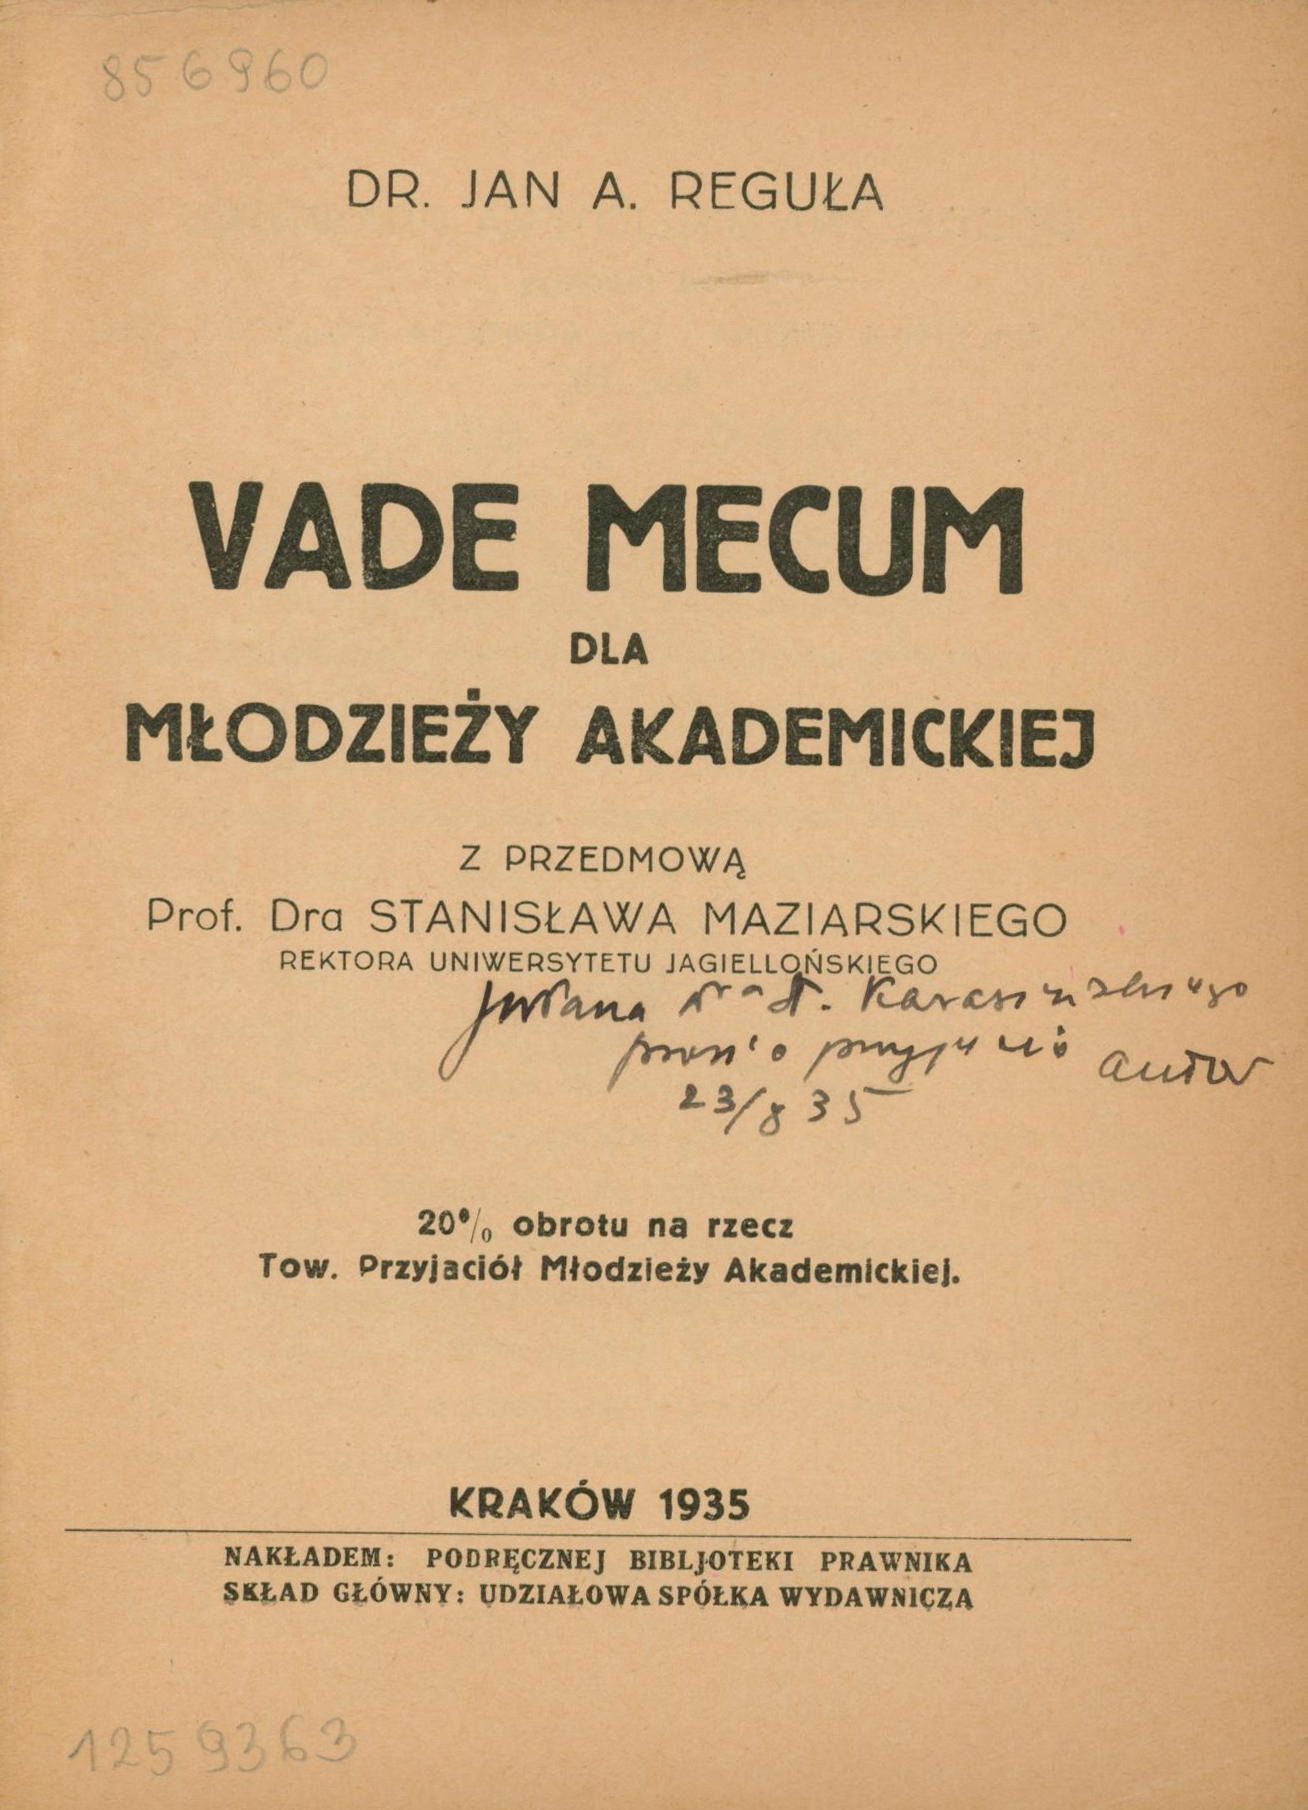 856960
DR. JAN A. REGUŁA
VADE MECUM
DLA
MŁODZIEŻY AKADEMICKIEJ
Z PRZEDMOWĄ
Prof. Dra STANISŁAWA MAZIARSKIEGO
REKTORA UNIWERSYTETU JAGIELLOŃSKIEGO
autor
23/8 35
20% obrotu na rzecz
Tow. Przyjaciół Młodzieży Akademickiej.
KRAKÓW 1935
NAKŁADEM: PODRĘCZNEJ BIBLJOTEKI PRAWNIKA
SKŁAD GŁÓWNY: UDZIAŁOWA SPÓŁKA WYDAWNICZA
1259363